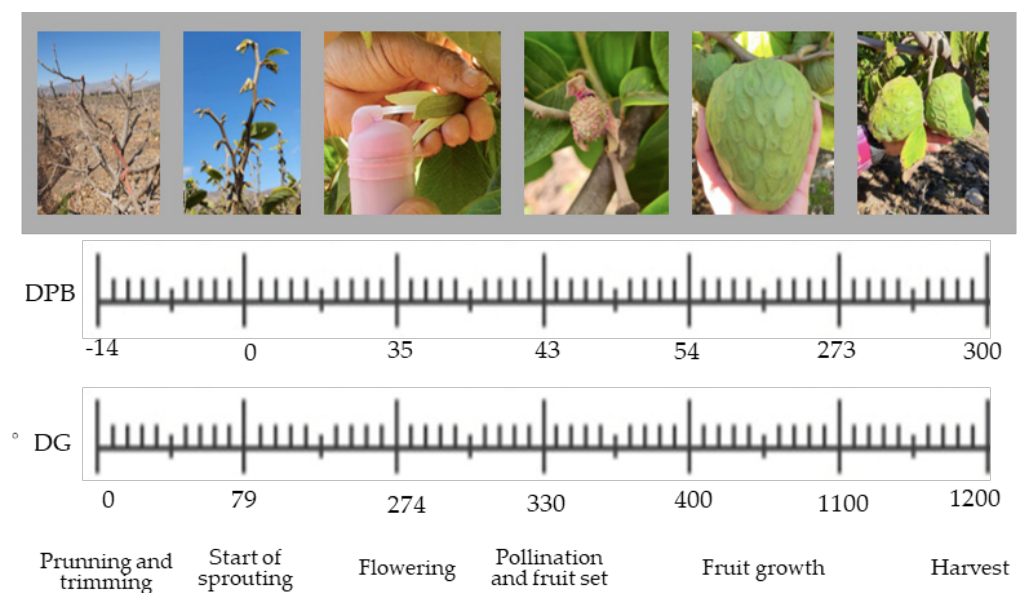 DPB
-14 0 35 43 54 273 300
° DG
0 79 274 330 400 1100 1200
Prunning and
trimming
Start of
sprouting
Flowering
Pollination
and fruit set
Fruit growth
Harvest